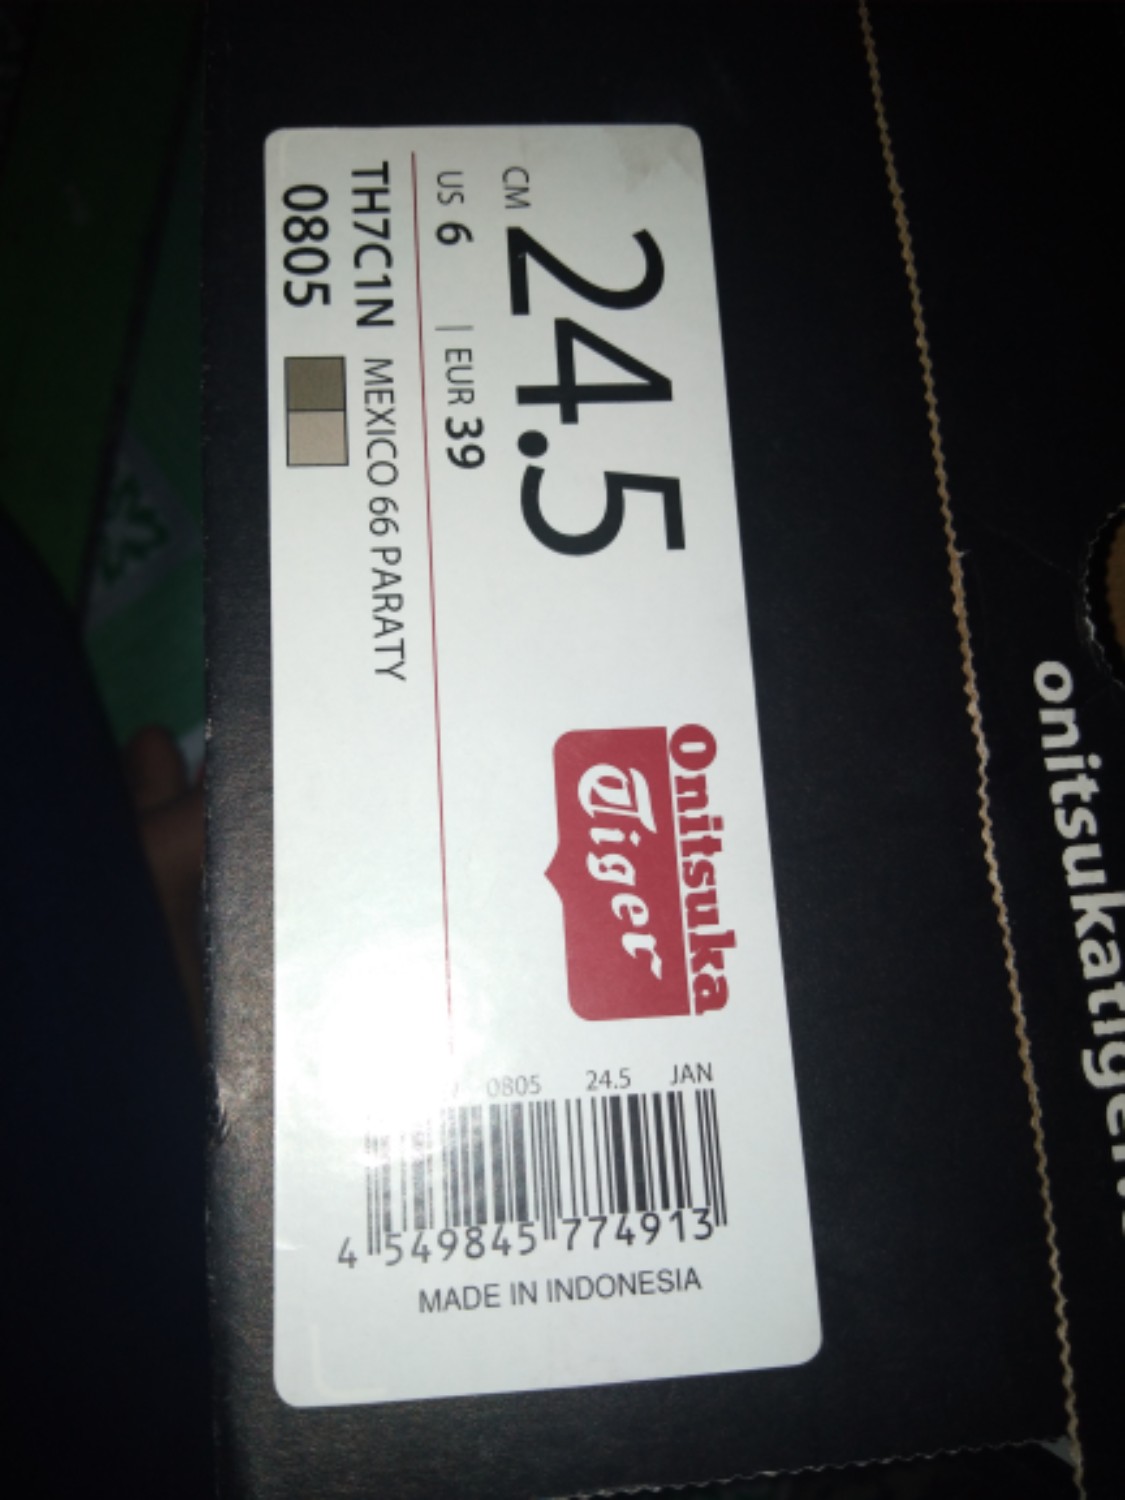 CM 24.5
US 6 | EUR 39
TH7C1N MEXICO 66 PARATY
0805
Onitsuka
Tiger
0805 24.5 JAN
4 549845 774913
MADE IN INDONESIA
onitsukatiger